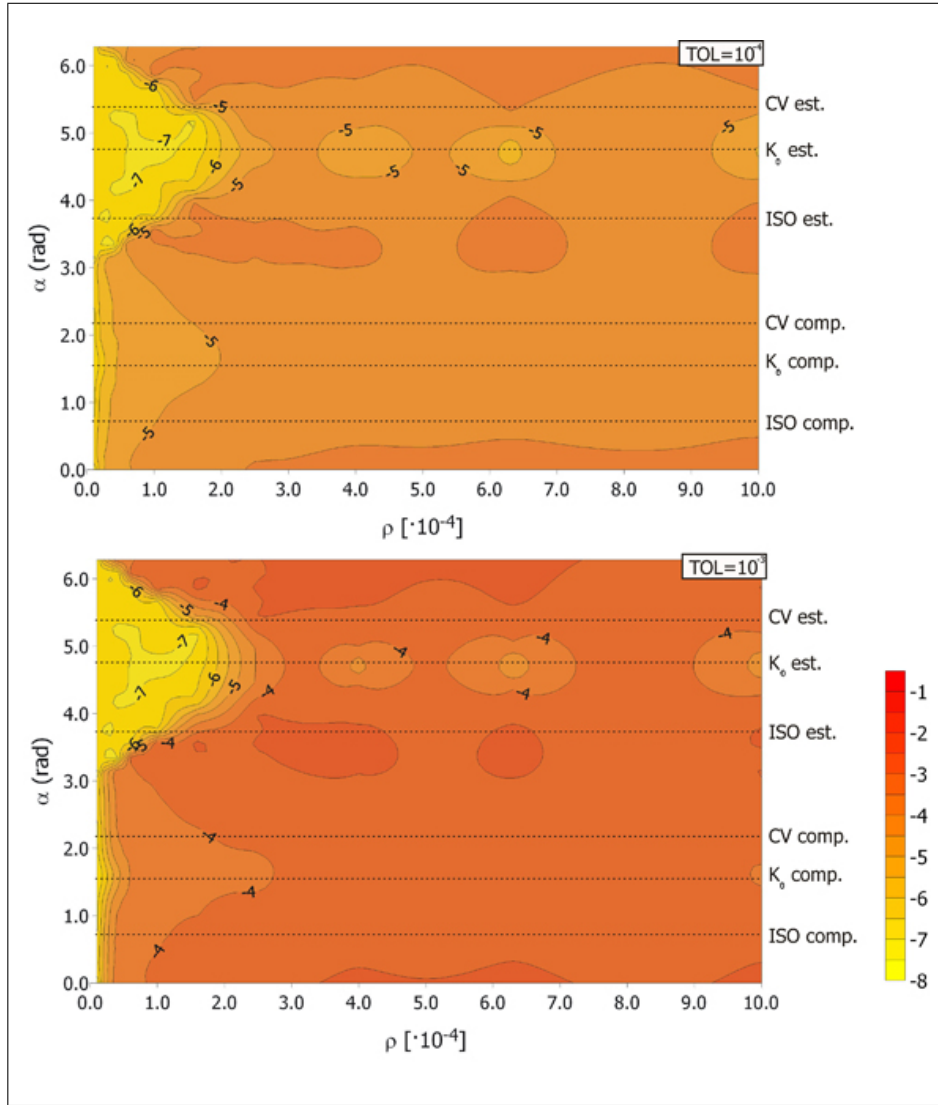 TOL=10⁻⁴
6.0
5.0
4.0
3.0
2.0
1.0
0.0
α (rad)
-6
-5
-7
-5
-5
-5
-6
-7
-5
-5
-5
-6
-5
-5
-5
CV est.
K₀ est.
ISO est.
CV comp.
K₀ comp.
ISO comp.
0.0 1.0 2.0 3.0 4.0 5.0 6.0 7.0 8.0 9.0 10.0
ρ [·10⁻⁴]
TOL=10⁻³
6.0
5.0
4.0
3.0
2.0
1.0
0.0
α (rad)
-6
-5
-4
-7
-4
-4
-4
-6
-5
-4
-7
-4
-6
-5
-4
-4
-4
-4
CV est.
K₀ est.
ISO est.
CV comp.
K₀ comp.
ISO comp.
0.0 1.0 2.0 3.0 4.0 5.0 6.0 7.0 8.0 9.0 10.0
ρ [·10⁻⁴]
-1
-2
-3
-4
-5
-6
-7
-8